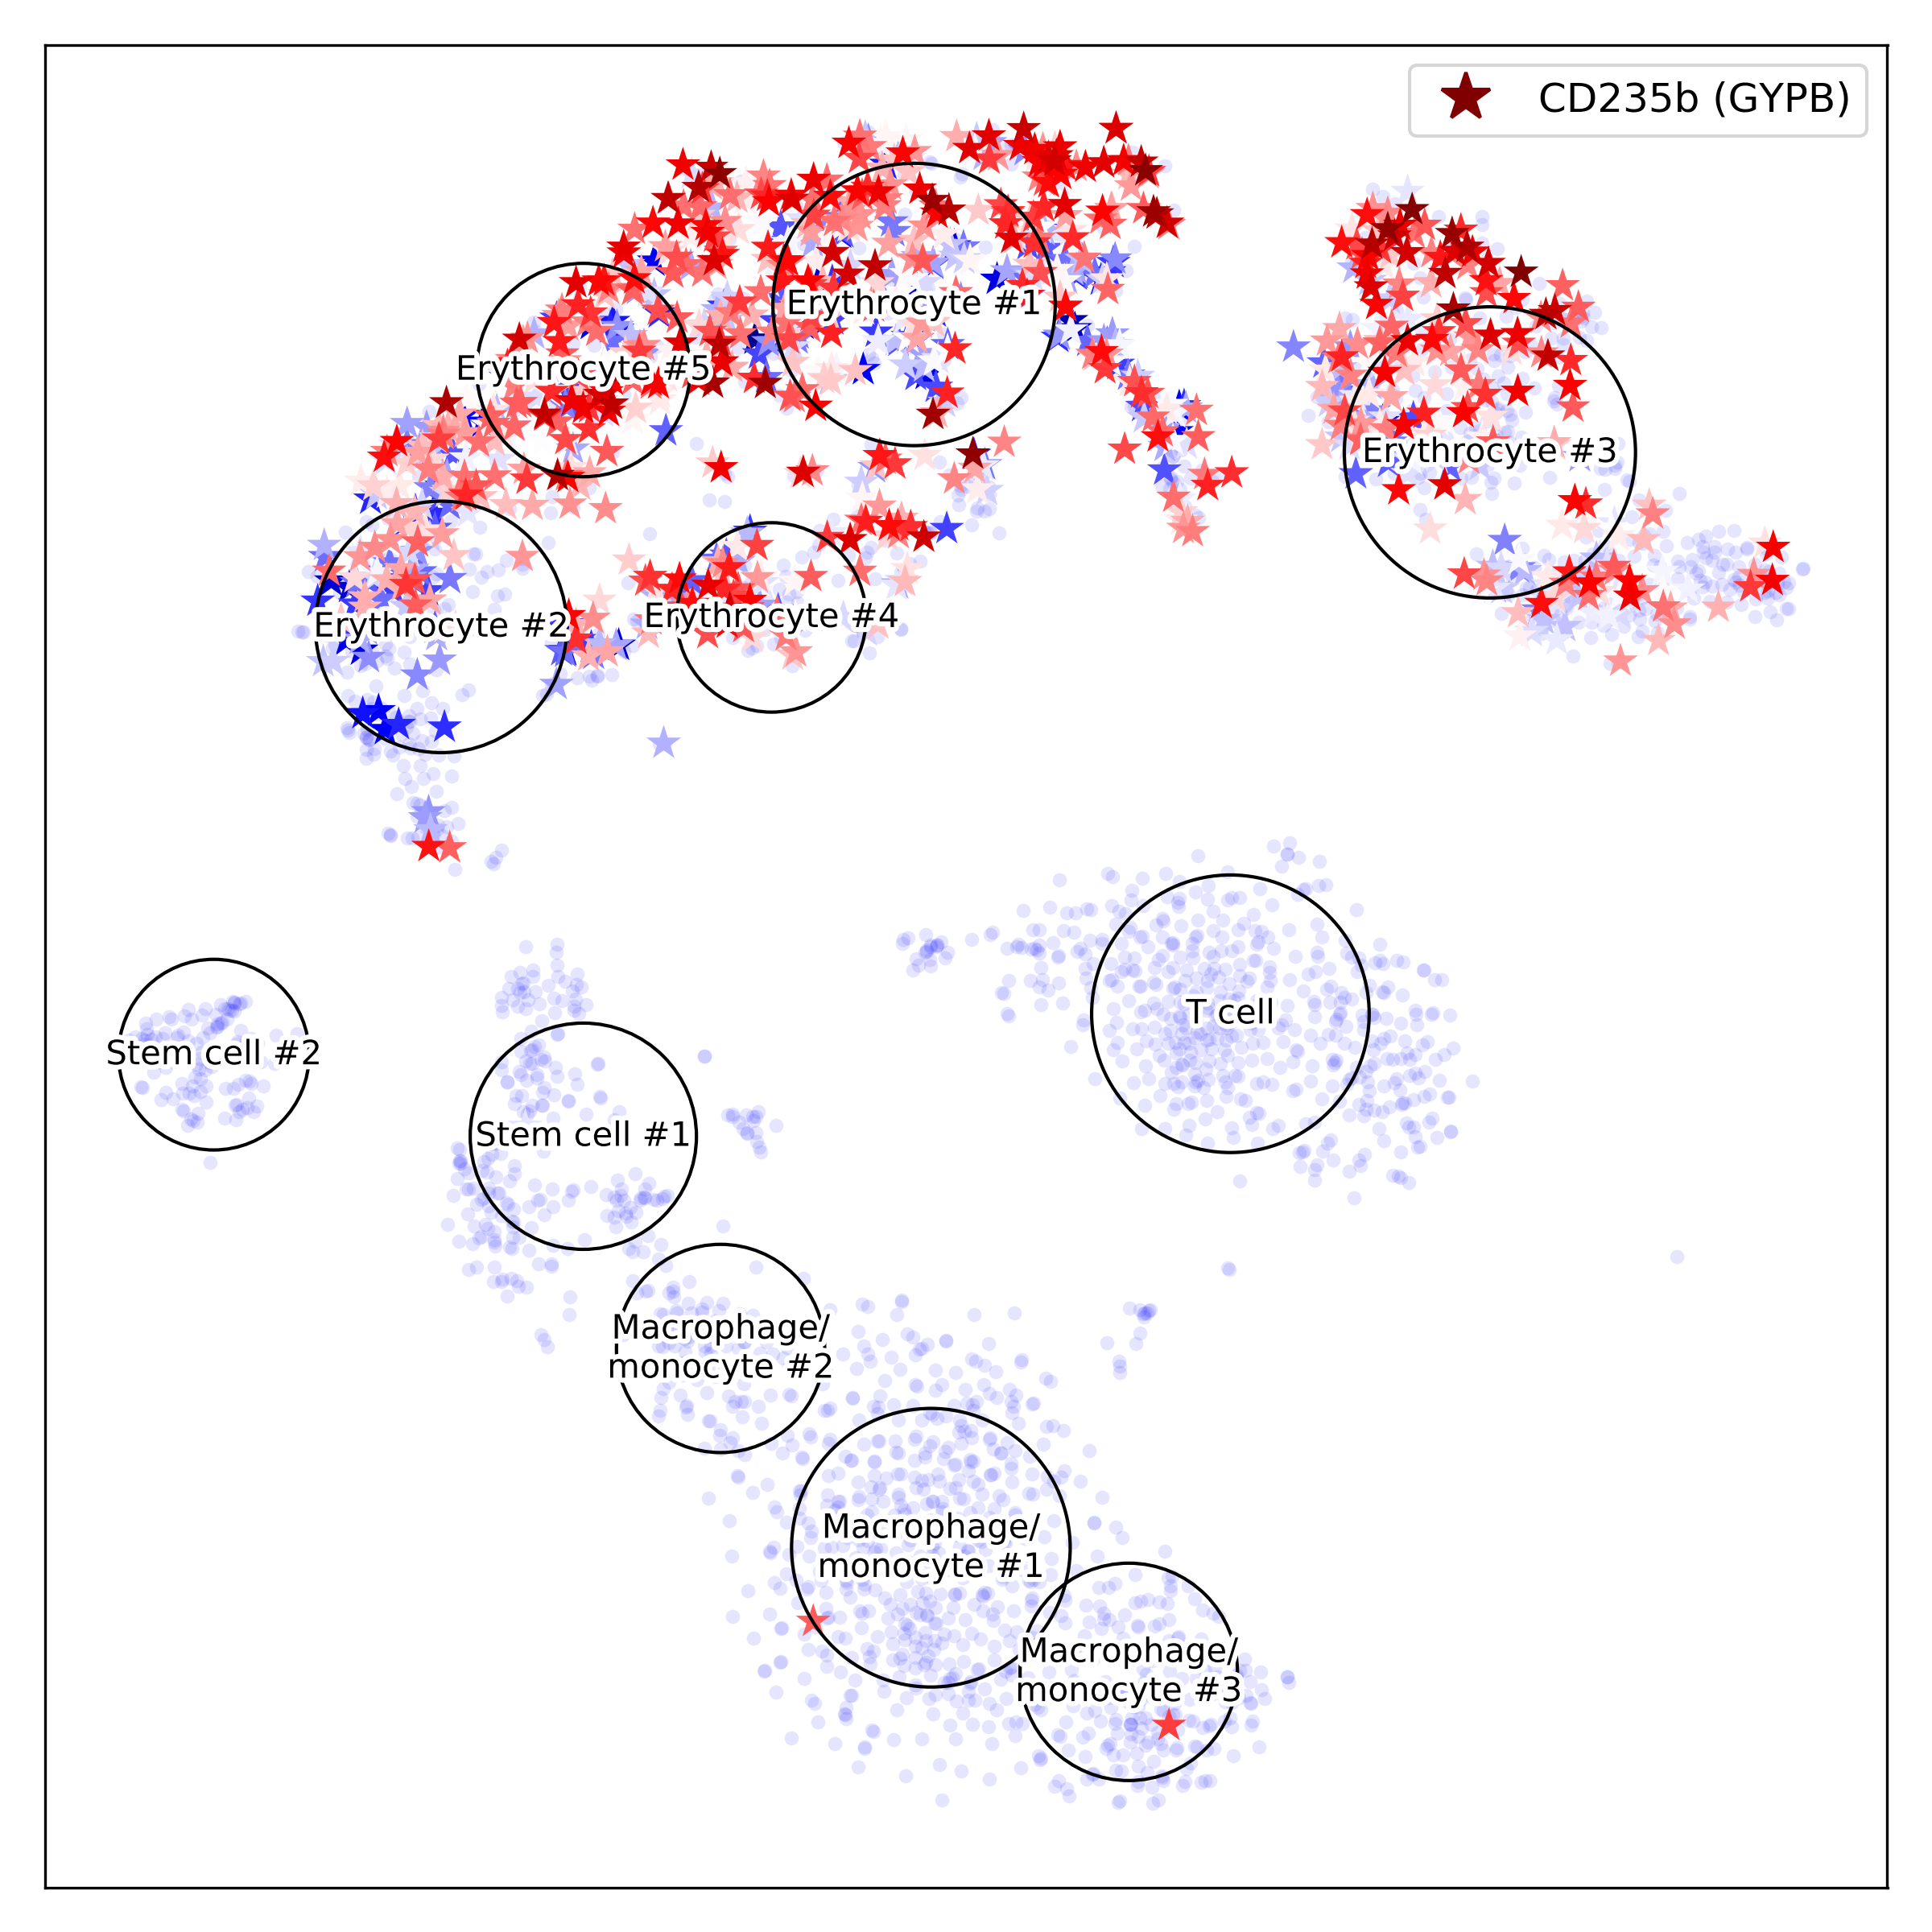 CD235b (GYPB)
Erythrocyte #1
Erythrocyte #5
Erythrocyte #3
Erythrocyte #4
Erythrocyte #2
T cell
Stem cell #2
Stem cell #1
Macrophage/
monocyte #2
Macrophage/
monocyte #1
Macrophage/
monocyte #3